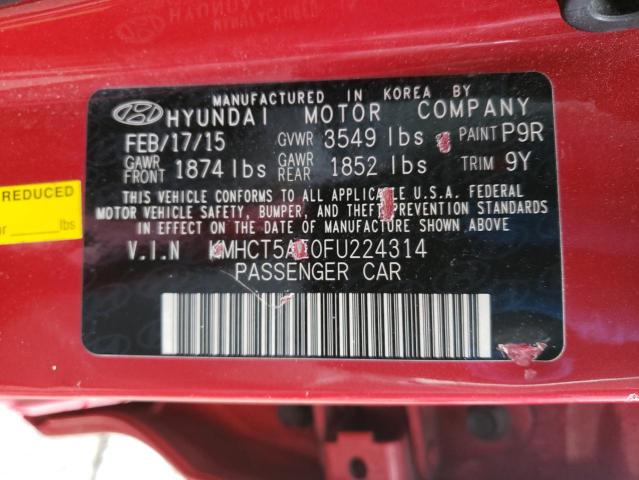 MANUFACTURED IN KOREA BY
HYUNDAI MOTOR COMPANY
FEB/17/15 GVWR 3549 lbs PAINT P9R
GAWR FRONT 1874 lbs GAWR REAR 1852 lbs TRIM 9Y
THIS VEHICLE CONFORMS TO ALL APPLICABLE U.S.A. FEDERAL
MOTOR VEHICLE SAFETY, BUMPER, AND THEFT PREVENTION STANDARDS
IN EFFECT ON THE DATE OF MANUFACTURE SHOWN ABOVE
V.I.N KMHCT5AE0FU224314
PASSENGER CAR
REDUCED
lbs